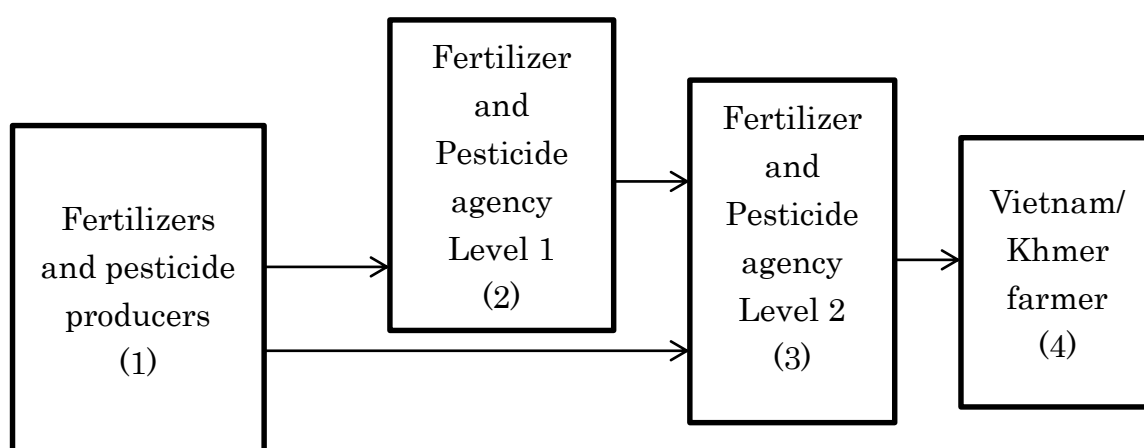 Fertilizers
and pesticide
producers
(1)
Fertilizer
and
Pesticide
agency
Level 1
(2)
Fertilizer
and
Pesticide
agency
Level 2
(3)
Vietnam/
Khmer
farmer
(4)